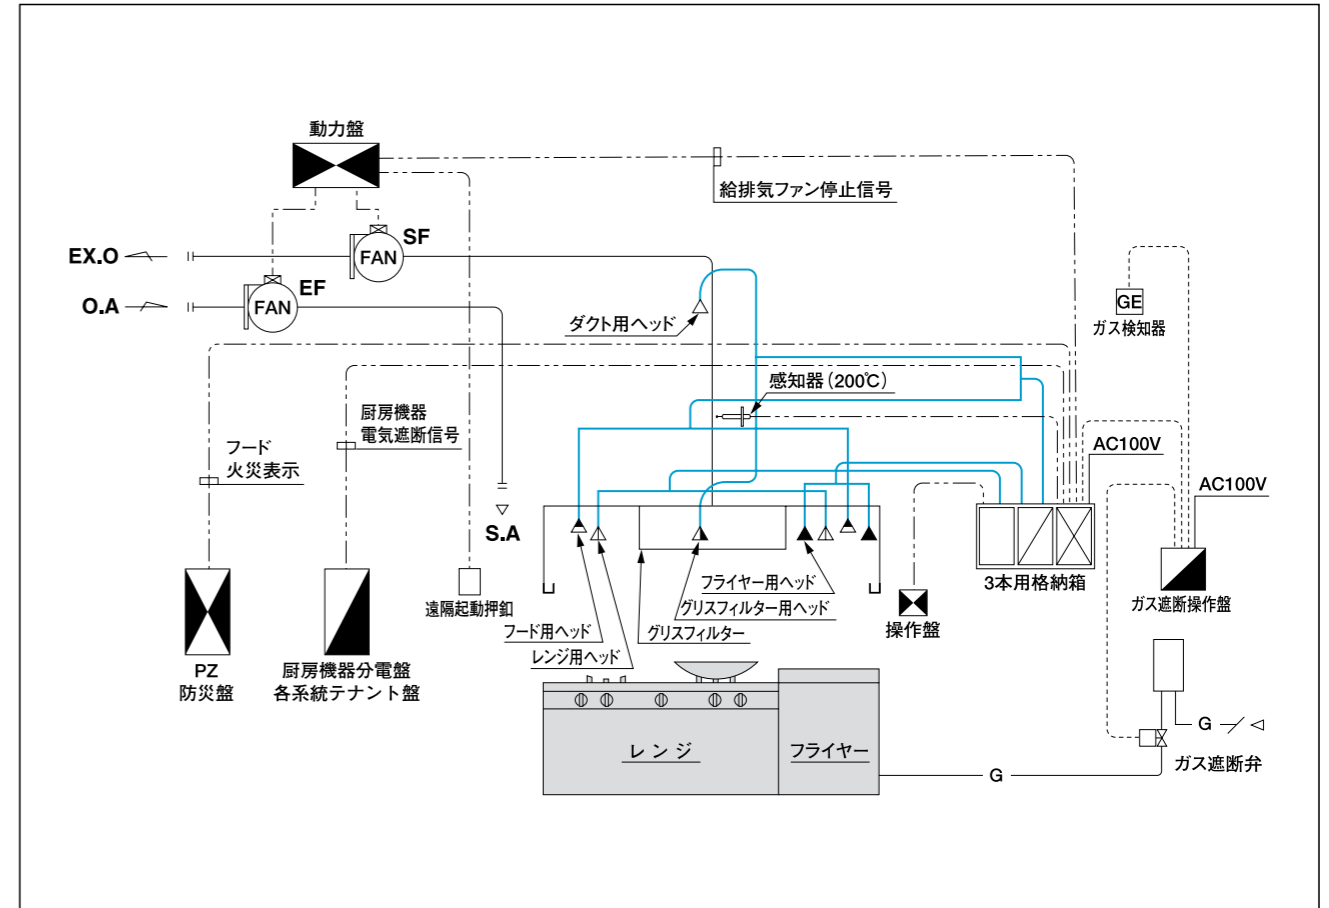 動力盤
給排気ファン停止信号
SF
FAN
EX.O
EF
FAN
O.A
GE
ガス検知器
ダクト用ヘッド
感知器(200℃)
厨房機器
電気遮断信号
フード
火災表示
AC100V
AC100V
S.A
3本用格納箱
フライヤー用ヘッド
グリスフィルター用ヘッド
ガス遮断操作盤
遠隔起動押釦
操作盤
フード用ヘッド
グリスフィルター
レンジ用ヘッド
PZ
防災盤
厨房機器分電盤
各系統テナント盤
G
レンジ
フライヤー
ガス遮断弁
G